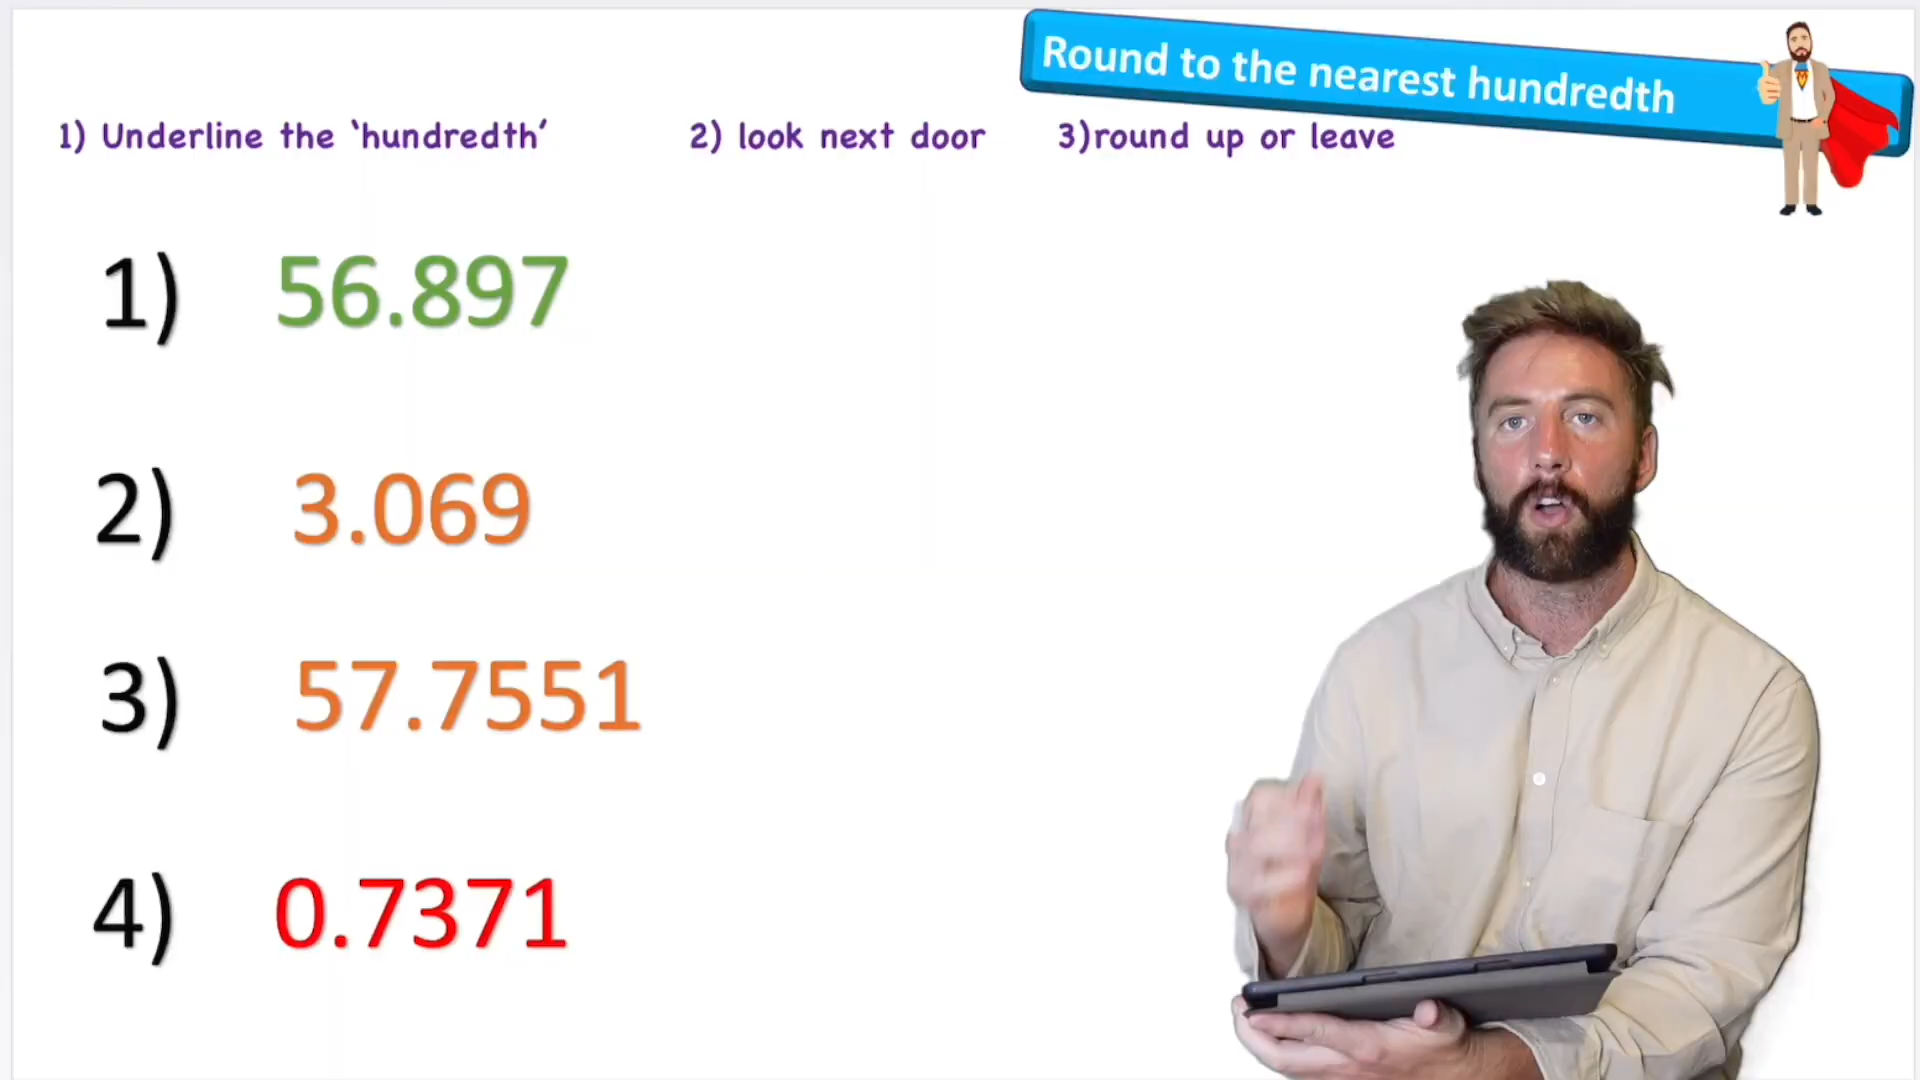 Round to the nearest hundredth
1) Underline the ‘hundredth’ 2) look next door 3)round up or leave
1) 56.897
2) 3.069
3) 57.7551
4) 0.7371